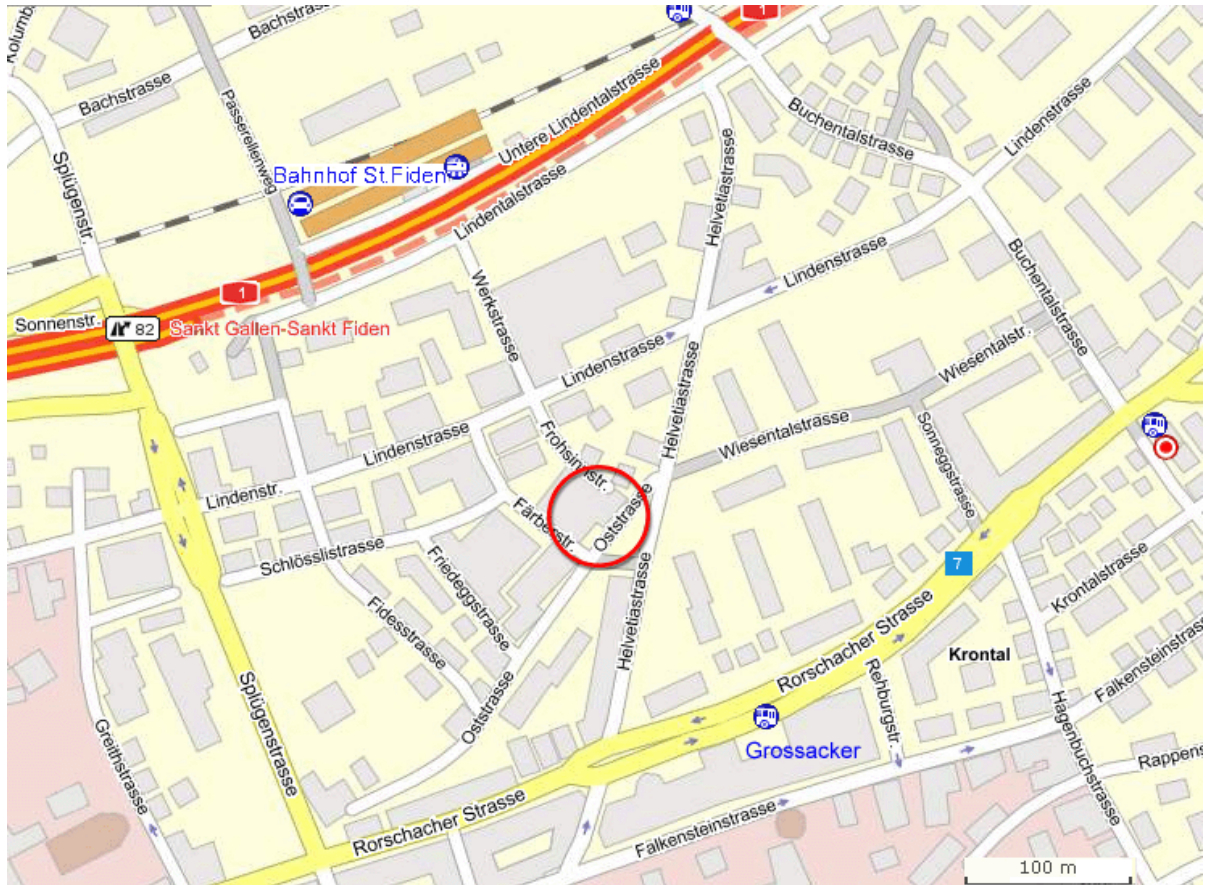 Kolumb
Bachstrasse
1
Bachstrasse
Passerellenweg
Untere Lindentalstrasse
Buchentalstrasse
Lindenstrasse
Splügenstr.
Bahnhof St.Fiden
Lindentalstrasse
Helvetiastrasse
Buchentalstrasse
Lindenstrasse
Werkstrasse
1
Sonnenstr.
82
Sankt Gallen-Sankt Fiden
Lindenstrasse
Helvetiastrasse
Wiesentalstr.
Lindenstrasse
Frohsinnstr.
Wiesentalstrasse
Sonneggstrasse
Lindenstr.
Färberstr.
Oststrasse
Schlösslistrasse
Friedeggstrasse
7
Fidesstrasse
Helvetiastrasse
Krontalstrasse
Rorschacher Strasse
Krontal
Falkensteinstrasse
Splügenstrasse
Oststrasse
Rehburgstr.
Hagenbuchstrasse
Greithstrasse
Grossacker
Rappens
Rorschacher Strasse
Falkensteinstrasse
100 m